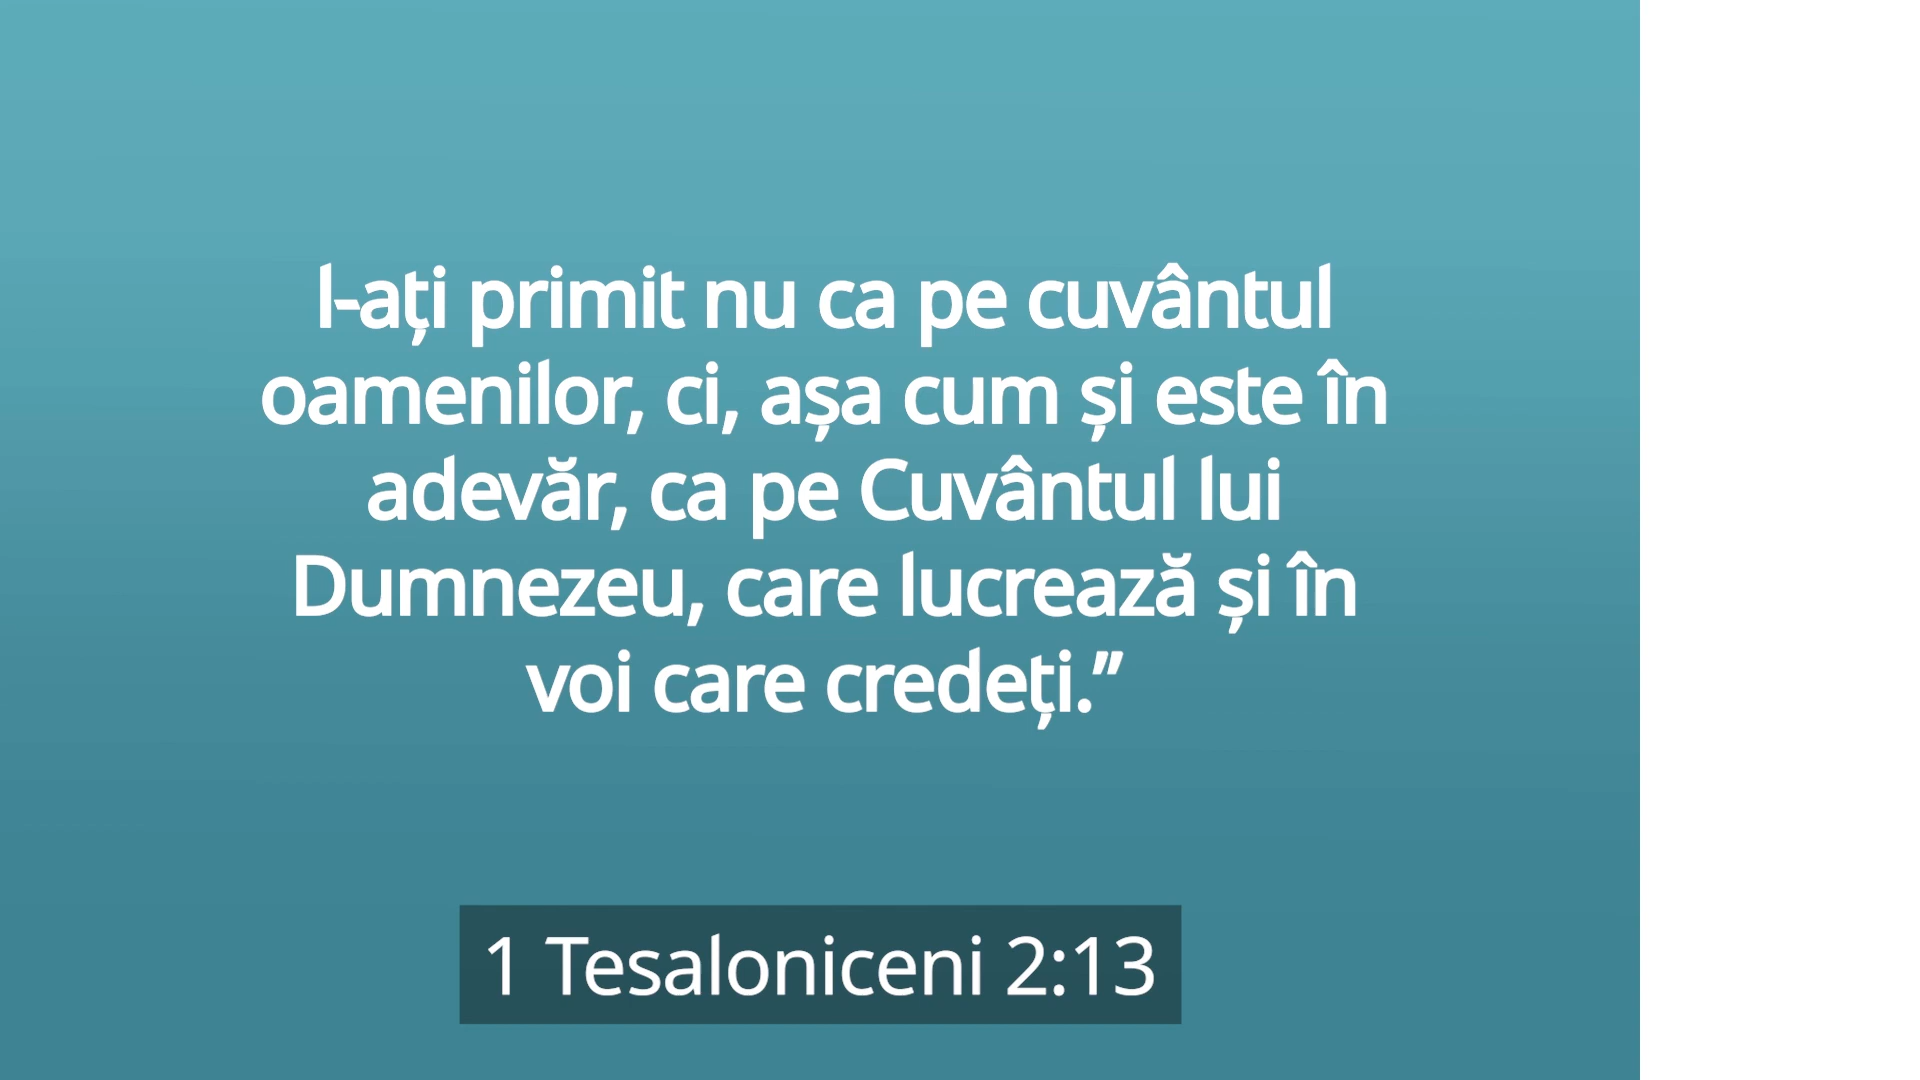 l-ați primit nu ca pe cuvântul
oamenilor, ci, așa cum și este în
adevăr, ca pe Cuvântul lui
Dumnezeu, care lucrează și în
voi care credeți.”
1 Tesaloniceni 2:13